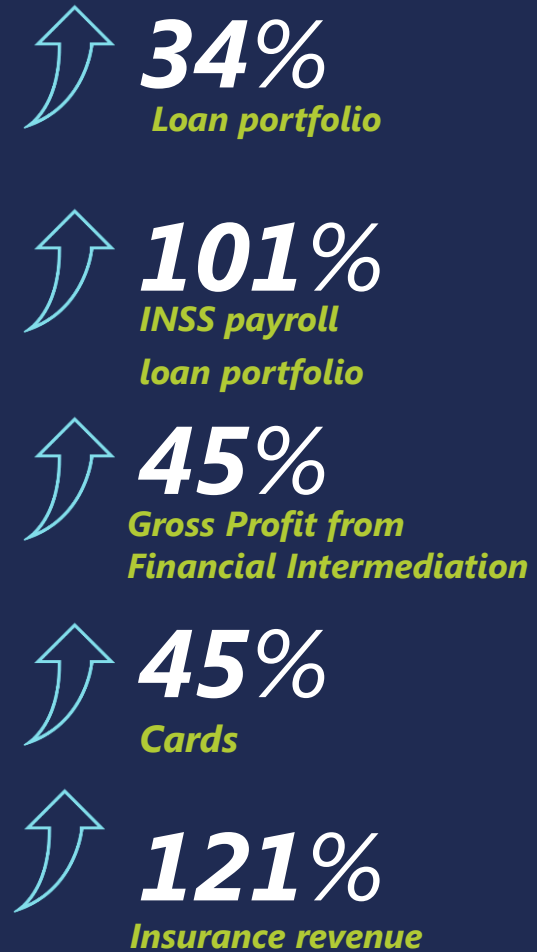 34%
Loan portfolio
101%
INSS payroll
loan portfolio
45%
Gross Profit from
Financial Intermediation
45%
Cards
121%
Insurance revenue